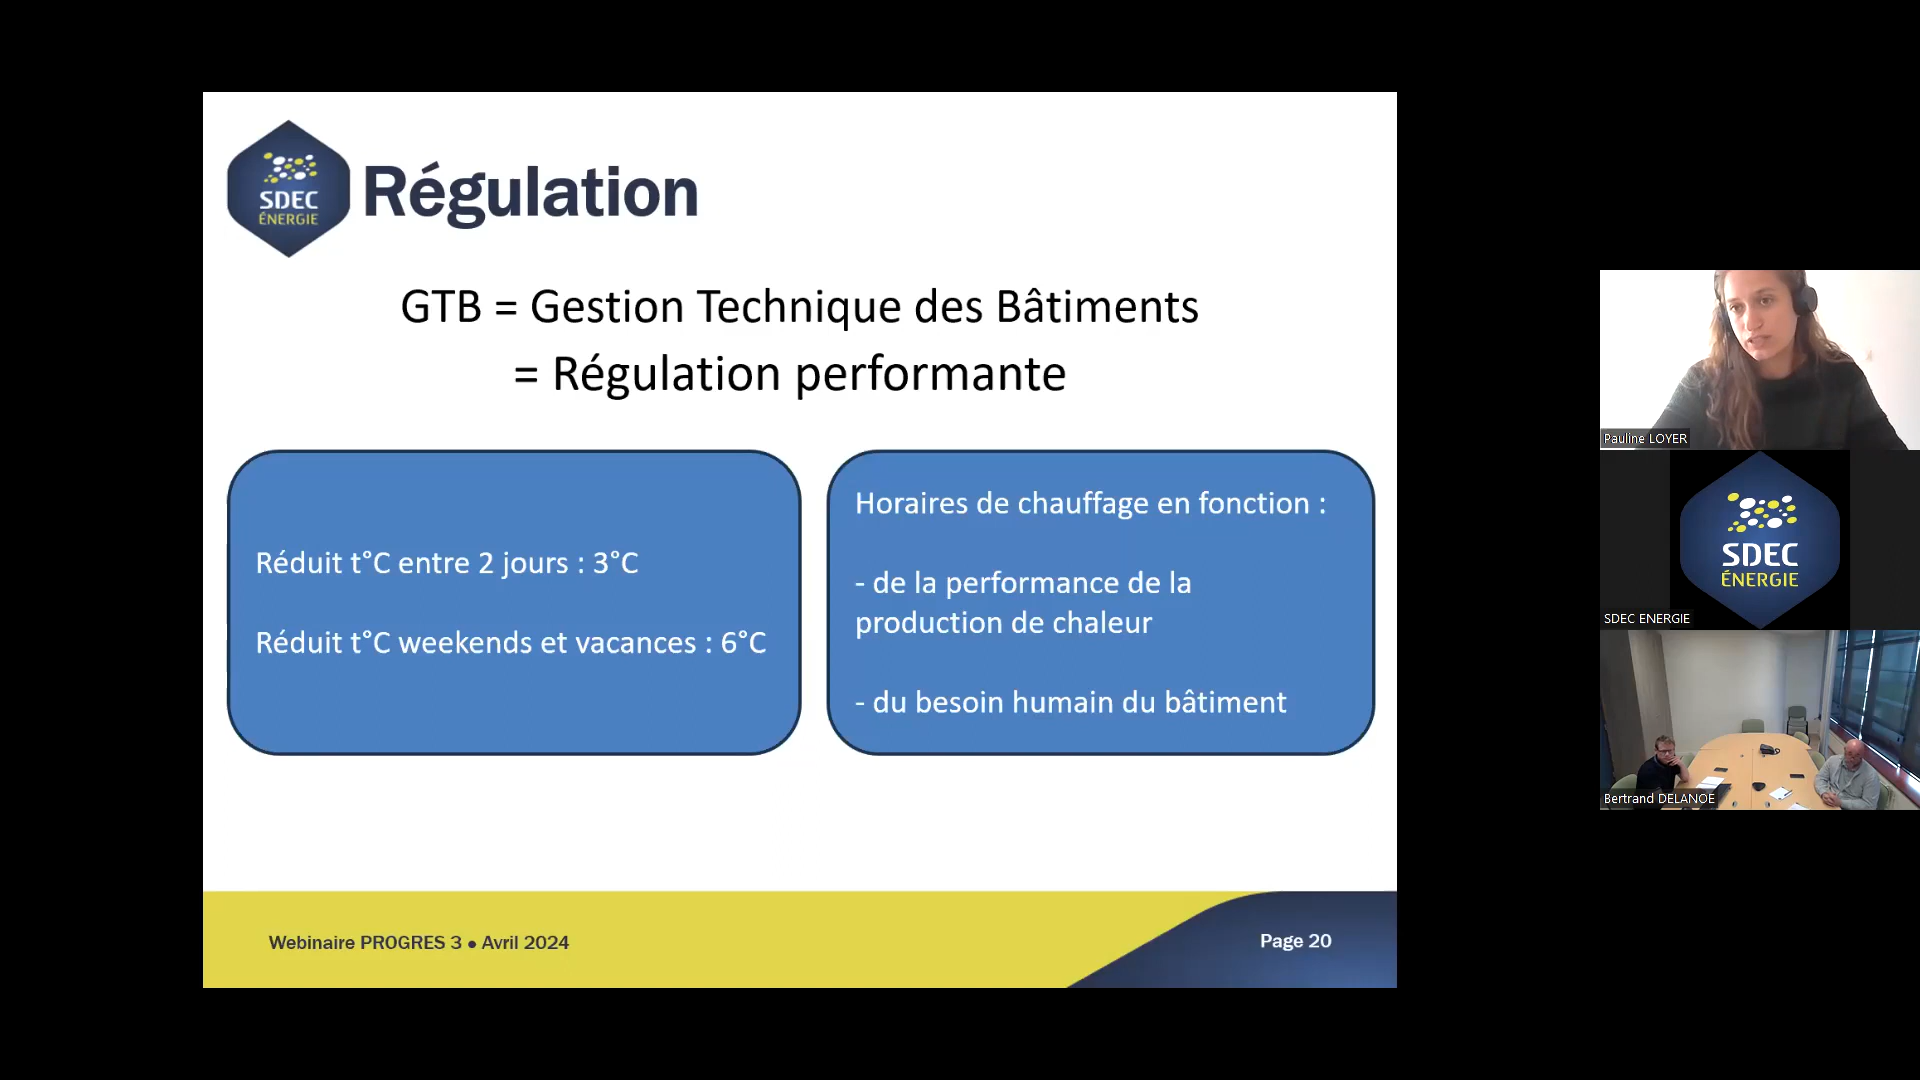 SDEC
ÉNERGIE
Régulation
GTB = Gestion Technique des Bâtiments
= Régulation performante
Réduit t°C entre 2 jours : 3°C
Réduit t°C weekends et vacances : 6°C
Horaires de chauffage en fonction :
- de la performance de la
production de chaleur
- du besoin humain du bâtiment
Webinaire PROGRES 3 ● Avril 2024
Page 20
Pauline LOYER
SDEC
ÉNERGIE
SDEC ENERGIE
Bertrand DELANOE